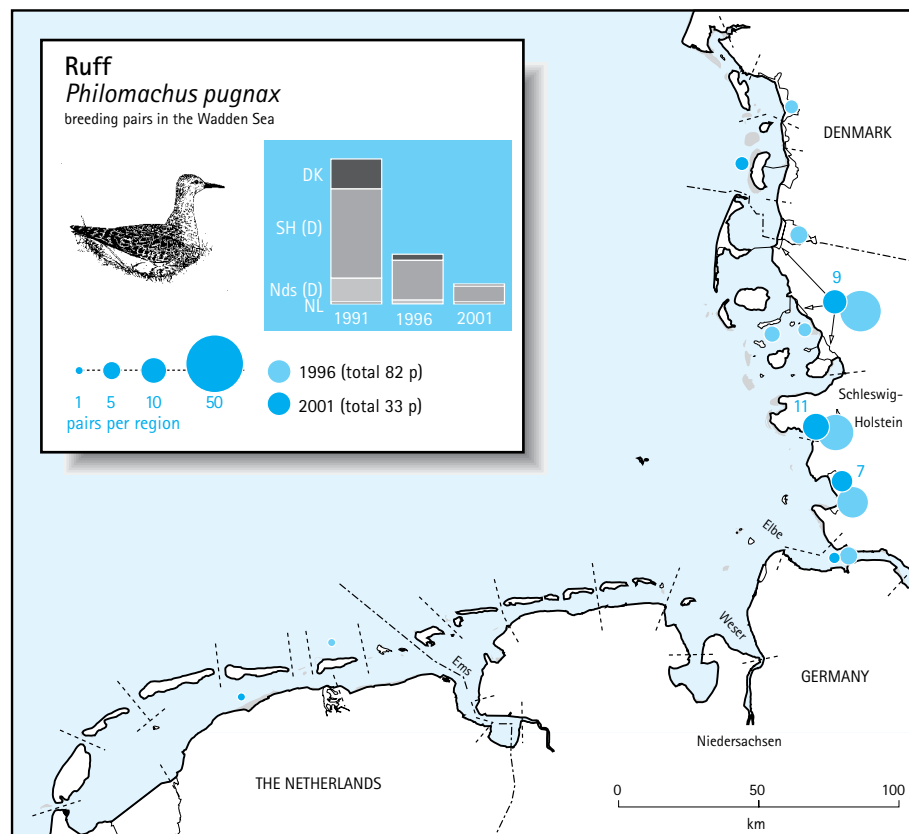 Ruff
Philomachus pugnax
breeding pairs in the Wadden Sea
DK
SH (D)
Nds (D)
NL
1991 1996 2001
1 5 10 50
pairs per region
1996 (total 82 p)
2001 (total 33 p)
DENMARK
9
Schleswig-
Holstein
11
7
Elbe
Weser
Ems
GERMANY
Niedersachsen
THE NETHERLANDS
0 50 100
km